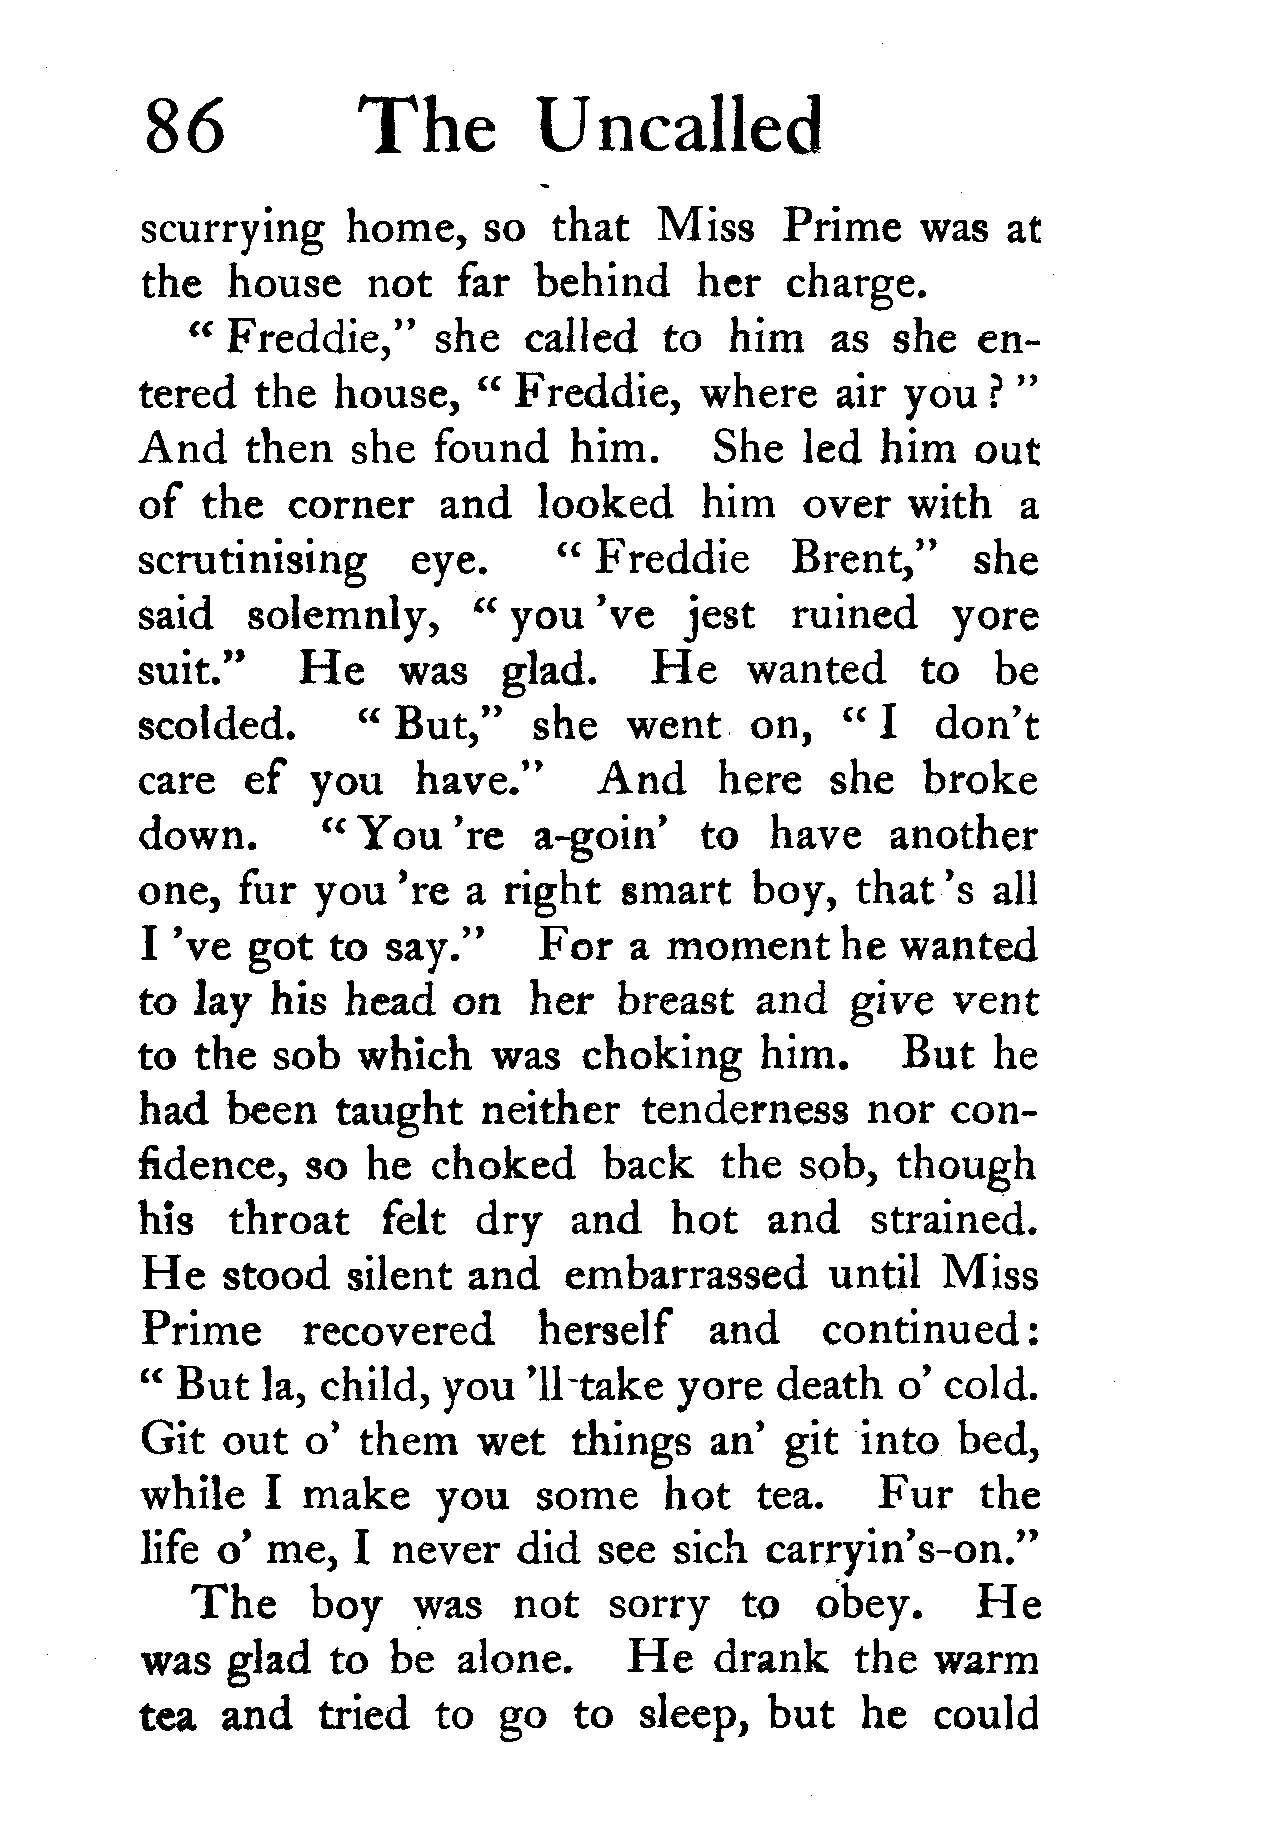 86 The Uncalled
scurrying home, so that Miss Prime was at
the house not far behind her charge.
“ Freddie,” she called to him as she en-
tered the house, “ Freddie, where air you ? ”
And then she found him. She led him out
of the corner and looked him over with a
scrutinising eye. “ Freddie Brent,” she
said solemnly, “ you 've jest ruined yore
suit.” He was glad. He wanted to be
scolded. “ But,” she went on, “ I don't
care ef you have.” And here she broke
down. “ You 're a-goin' to have another
one, fur you 're a right smart boy, that 's all
I 've got to say.” For a moment he wanted
to lay his head on her breast and give vent
to the sob which was choking him. But he
had been taught neither tenderness nor con-
fidence, so he choked back the sob, though
his throat felt dry and hot and strained.
He stood silent and embarrassed until Miss
Prime recovered herself and continued:
“ But la, child, you 'll take yore death o' cold.
Git out o' them wet things an' git into bed,
while I make you some hot tea. Fur the
life o' me, I never did see sich carryin's-on.”
The boy was not sorry to obey. He
was glad to be alone. He drank the warm
tea and tried to go to sleep, but he could